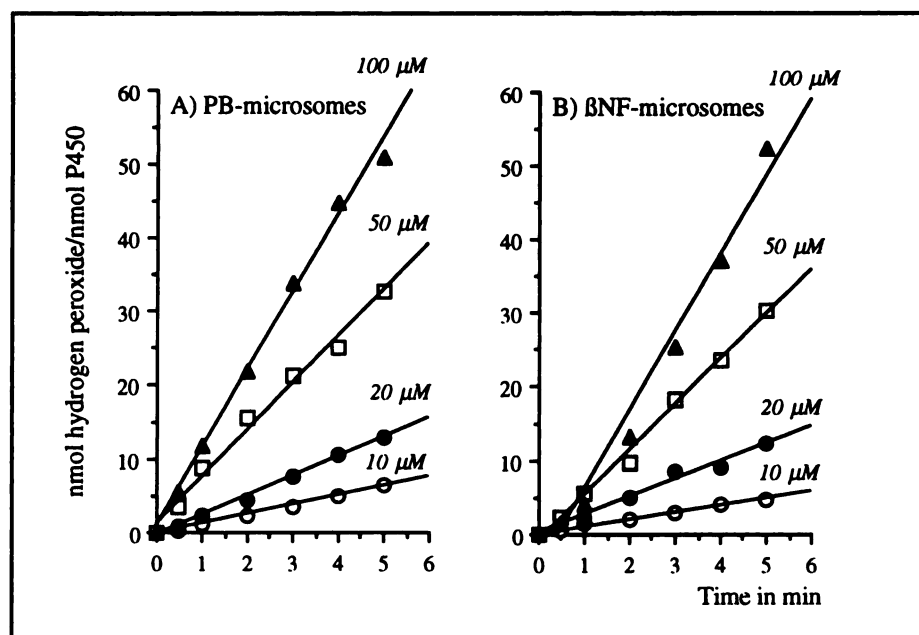 100 µM
100 µM
60
A) PB-microsomes
60
B) ßNF-microsomes
50
50
50 µM
50 µM
40
40
30
30
20 µM
20 µM
20
20
10 µM
10 µM
10
10
0
0
0 1 2 3 4 5 6
0 1 2 3 4 5 6
Time in min
nmol hydrogen peroxide/nmol P450